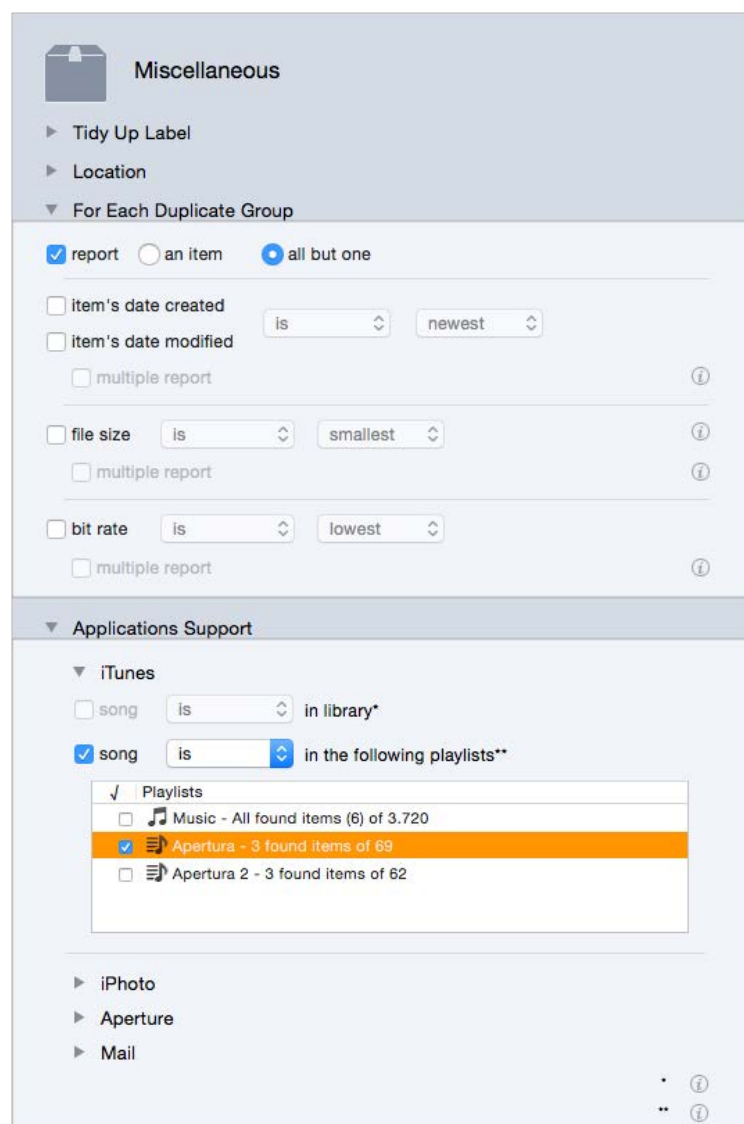 Miscellaneous
Tidy Up Label
Location
For Each Duplicate Group
report an item all but one
item's date created
is newest
item's date modified
multiple report
file size is smallest
multiple report
bit rate is lowest
multiple report
Applications Support
iTunes
song is in library*
song is in the following playlists**
√ Playlists
Music - All found items (6) of 3.720
Apertura - 3 found items of 69
Apertura 2 - 3 found items of 62
iPhoto
Aperture
Mail
*
**